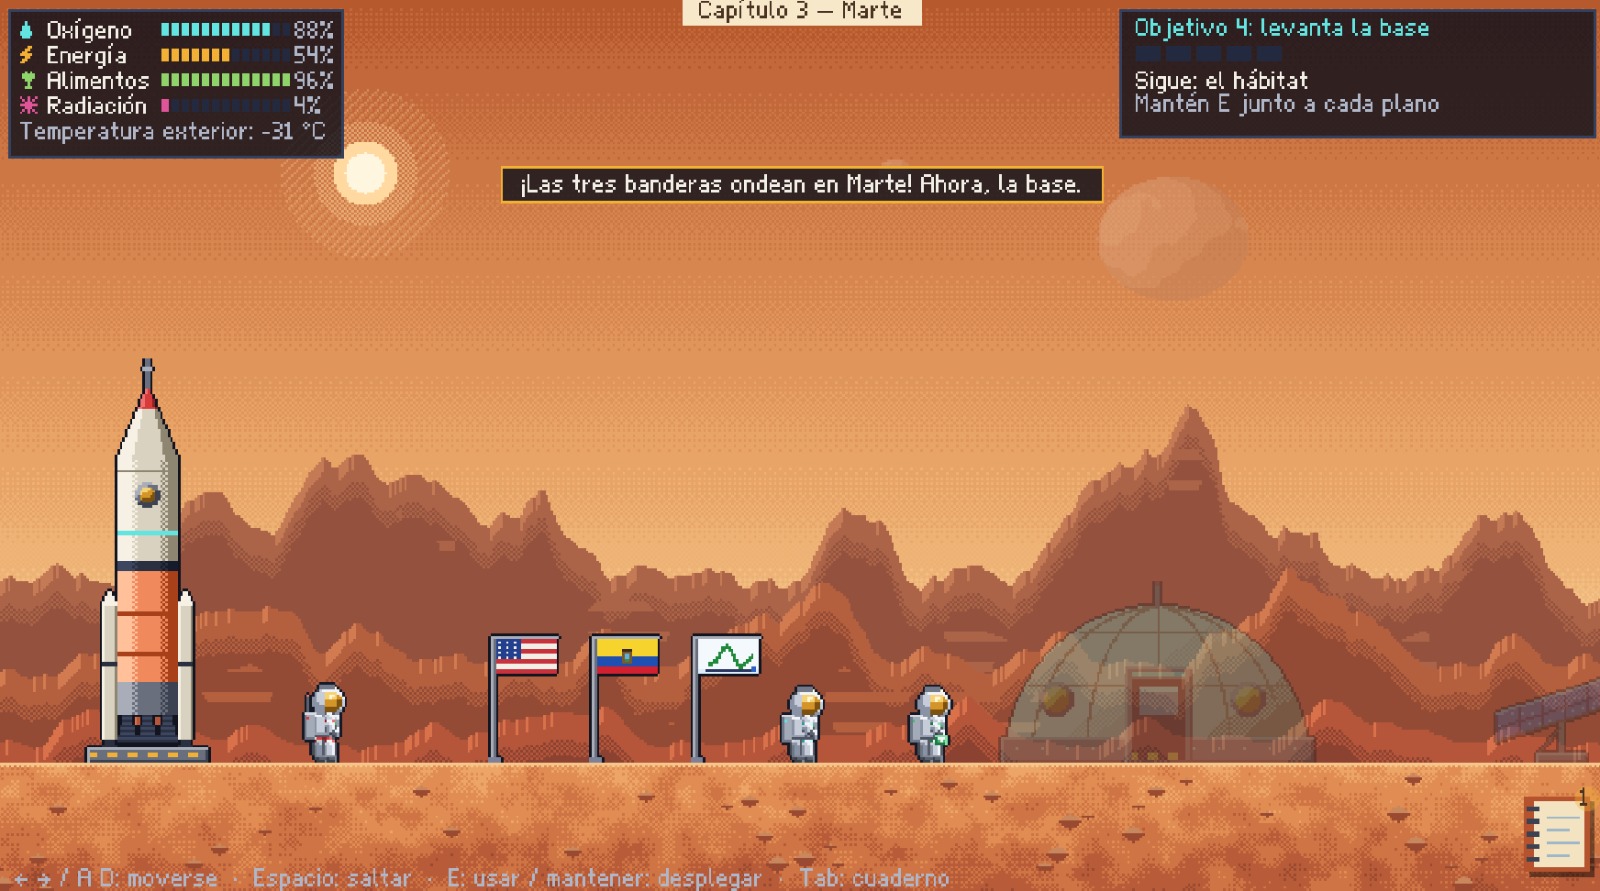 Capítulo 3 — Marte
Oxígeno 88%
Energía 54%
Alimentos 96%
Radiación 4%
Temperatura exterior: -31 °C
Objetivo 4: levanta la base
Sigue: el hábitat
Mantén E junto a cada plano
¡Las tres banderas ondean en Marte! Ahora, la base.
1
← → / A D: moverse · Espacio: saltar · E: usar / mantener: desplegar · Tab: cuaderno